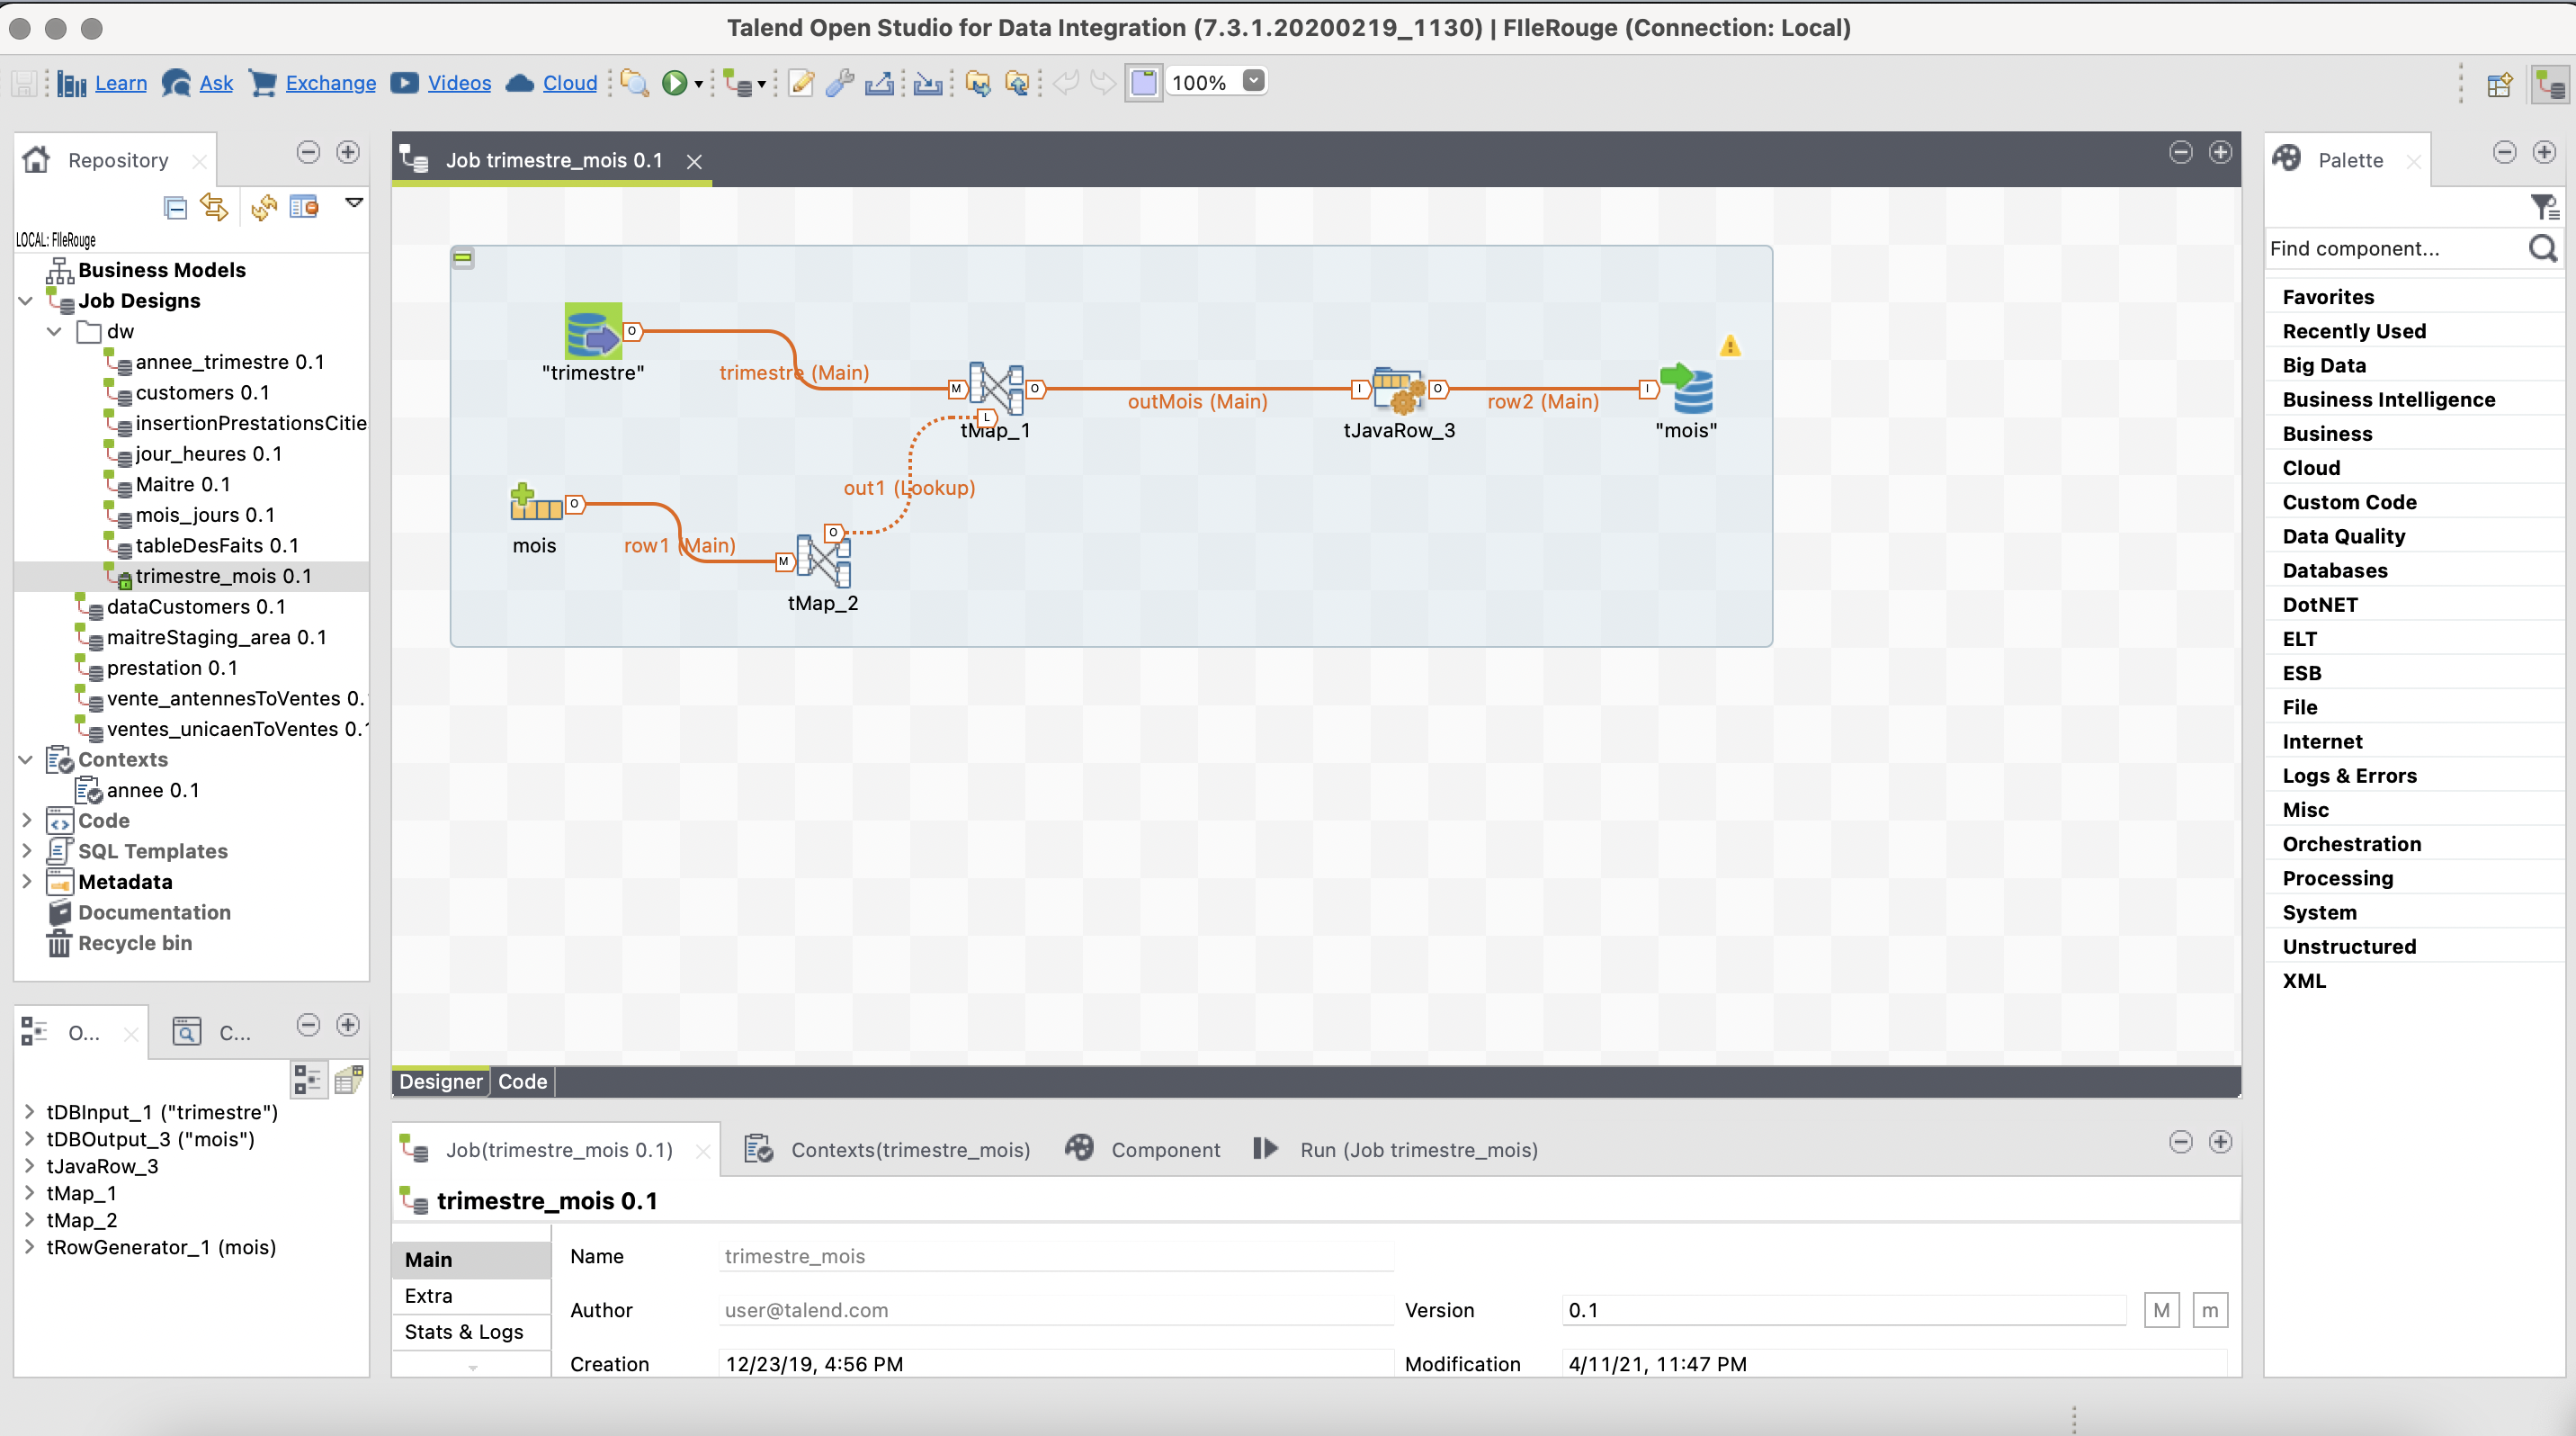 Talend Open Studio for Data Integration (7.3.1.20200219_1130) | FIleRouge (Connection: Local)
Learn Ask Exchange Videos Cloud 100%
Repository
LOCAL: FIleRouge
Business Models
Job Designs
dw
annee_trimestre 0.1
customers 0.1
insertionPrestationsCitie
jour_heures 0.1
Maitre 0.1
mois_jours 0.1
tableDesFaits 0.1
trimestre_mois 0.1
dataCustomers 0.1
maitreStaging_area 0.1
prestation 0.1
vente_antennesToVentes 0.
ventes_unicaenToVentes 0.1
Contexts
annee 0.1
Code
SQL Templates
Metadata
Documentation
Recycle bin
O... C...
tDBInput_1 ("trimestre")
tDBOutput_3 ("mois")
tJavaRow_3
tMap_1
tMap_2
tRowGenerator_1 (mois)
Job trimestre_mois 0.1
O
"trimestre"
trimestre (Main)
M O
outMois (Main)
I O
row2 (Main)
I
L
tMap_1
tJavaRow_3
"mois"
out1 (Lookup)
O
mois
row1 (Main)
O
M
tMap_2
Designer Code
Job(trimestre_mois 0.1) Contexts(trimestre_mois) Component Run (Job trimestre_mois)
trimestre_mois 0.1
Main
Extra
Stats & Logs
Name trimestre_mois
Author user@talend.com Version 0.1 M m
Creation 12/23/19, 4:56 PM Modification 4/11/21, 11:47 PM
Palette
Find component...
Favorites
Recently Used
Big Data
Business Intelligence
Business
Cloud
Custom Code
Data Quality
Databases
DotNET
ELT
ESB
File
Internet
Logs & Errors
Misc
Orchestration
Processing
System
Unstructured
XML